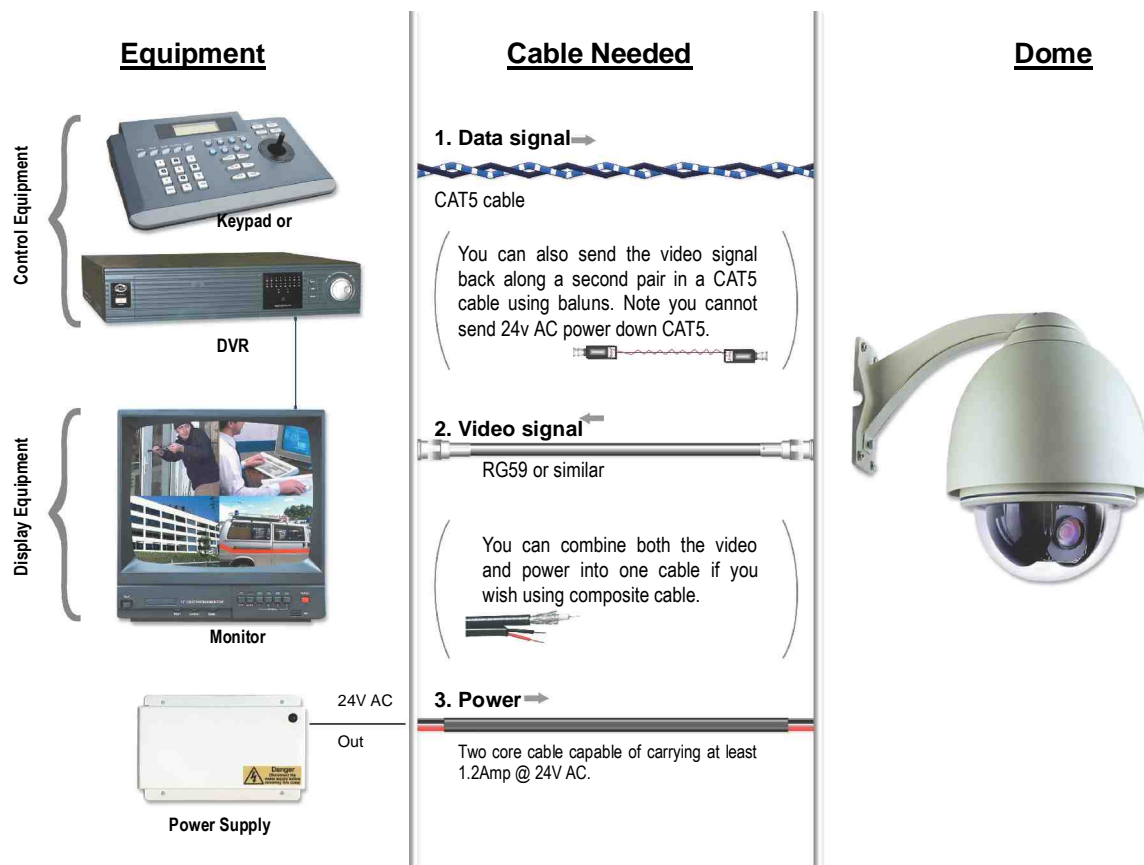 Equipment
Cable Needed
Dome
Control Equipment
Keypad or
DVR
Display Equipment
Monitor
24V AC
Out
Danger
Power Supply
1. Data signal
CAT5 cable
You can also send the video signal
back along a second pair in a CAT5
cable using baluns. Note you cannot
send 24v AC power down CAT5.
2. Video signal
RG59 or similar
You can combine both the video
and power into one cable if you
wish using composite cable.
3. Power
Two core cable capable of carrying at least
1.2Amp @ 24V AC.